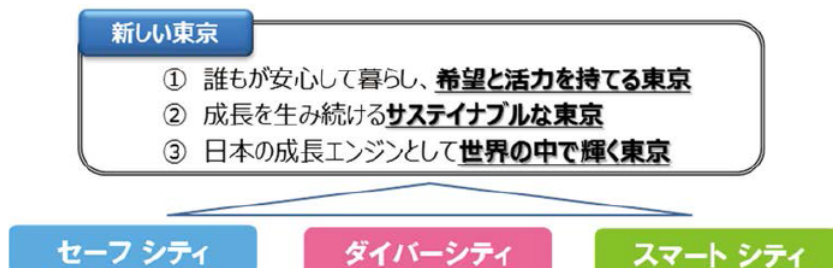 新しい東京
① 誰もが安心して暮らし、希望と活力を持てる東京
② 成長を生み続けるサステイナブルな東京
③ 日本の成長エンジンとして世界の中で輝く東京
セーフ シティ
ダイバーシティ
スマート シティ